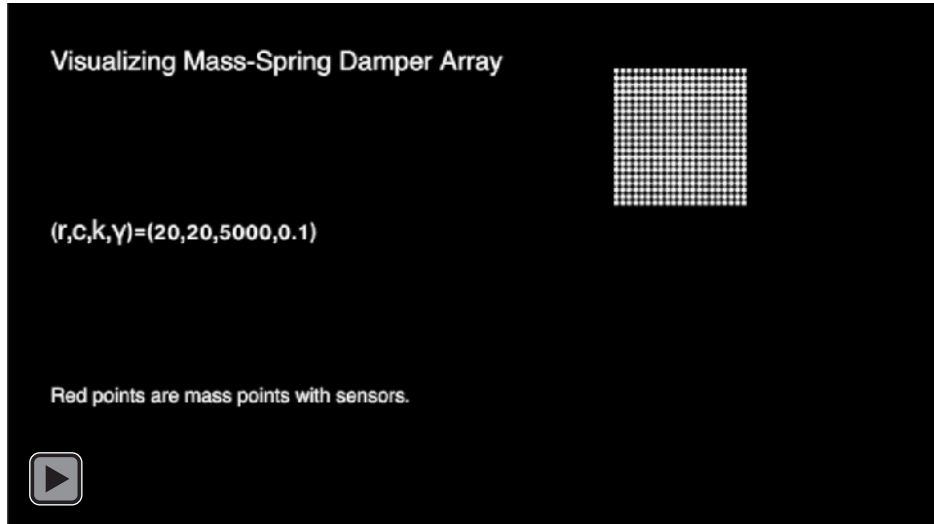 Visualizing Mass-Spring Damper Array
(r,c,k,γ)=(20,20,5000,0.1)
Red points are mass points with sensors.